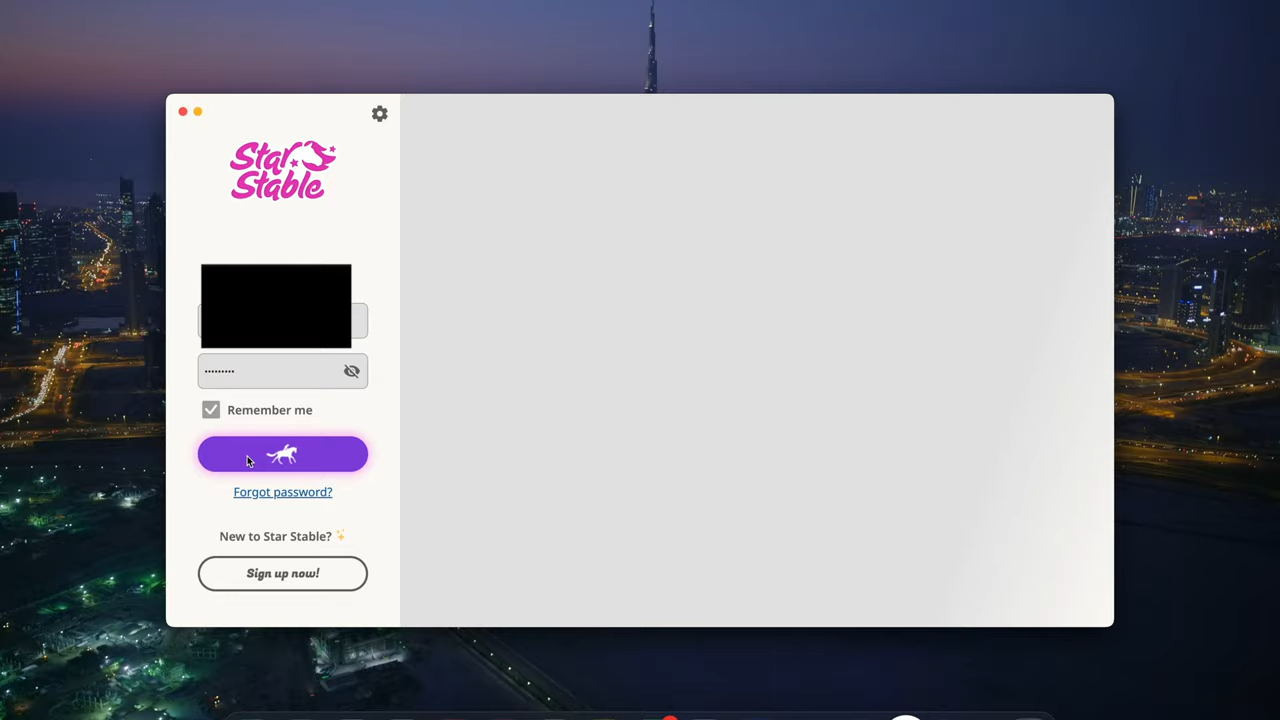 Star
Stable
Remember me
Forgot password?
New to Star Stable?
Sign up now!